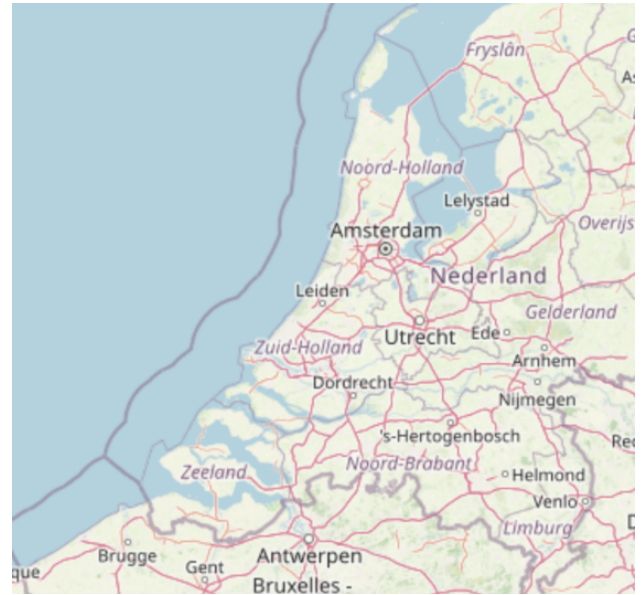 Fryslân
Noord-Holland
Lelystad
Amsterdam
Overijs
Nederland
Leiden
Gelderland
Utrecht
Ede
Zuid-Holland
Arnhem
Dordrecht
Nijmegen
's-Hertogenbosch
Noord-Brabant
Zeeland
Helmond
Venlo
Limburg
Brugge
Antwerpen
Gent
Bruxelles -